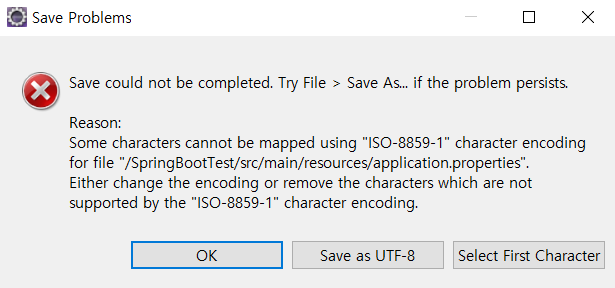 Save Problems
Save could not be completed. Try File > Save As... if the problem persists.
Reason:
Some characters cannot be mapped using "ISO-8859-1" character encoding
for file "/SpringBootTest/src/main/resources/application.properties".
Either change the encoding or remove the characters which are not
supported by the "ISO-8859-1" character encoding.
OK
Save as UTF-8
Select First Character